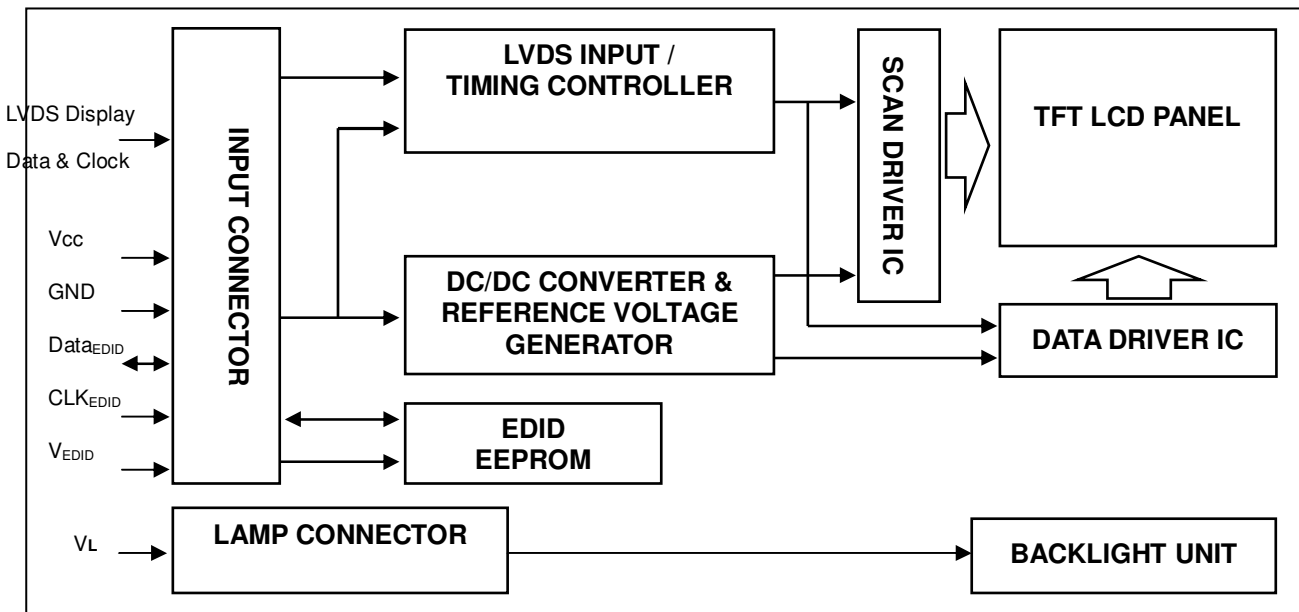 LVDS Display
Data & Clock
Vcc
GND
DataEDID
CLKEDID
VEDID
VL
INPUT CONNECTOR
LVDS INPUT /
TIMING CONTROLLER
DC/DC CONVERTER &
REFERENCE VOLTAGE
GENERATOR
EDID
EEPROM
LAMP CONNECTOR
SCAN DRIVER IC
TFT LCD PANEL
DATA DRIVER IC
BACKLIGHT UNIT